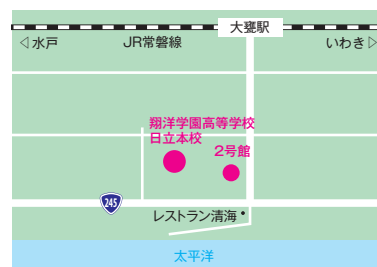 大甕駅
◁水戸
JR常磐線
いわき▷
翔洋学園高等学校
日立本校
2号館
245
レストラン清海
太平洋